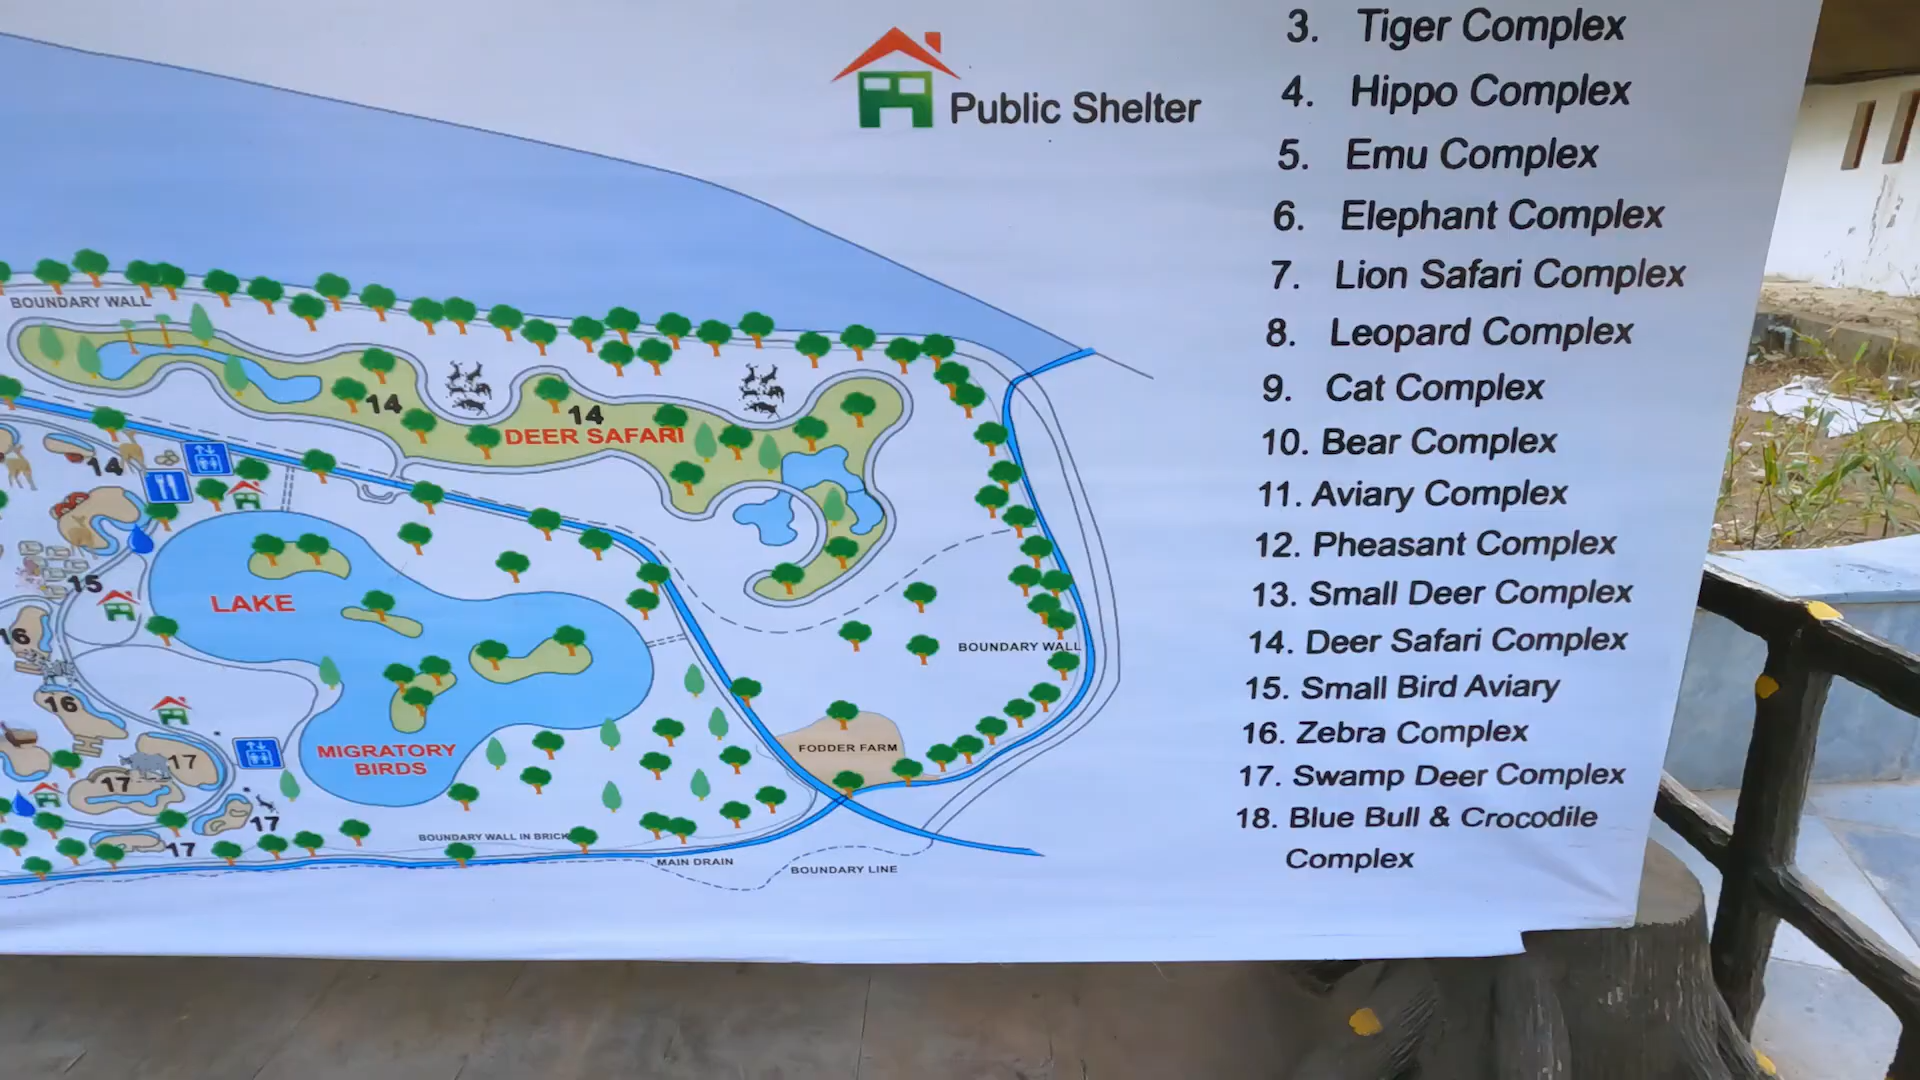 Public Shelter
3. Tiger Complex
4. Hippo Complex
5. Emu Complex
6. Elephant Complex
7. Lion Safari Complex
8. Leopard Complex
9. Cat Complex
10. Bear Complex
11. Aviary Complex
12. Pheasant Complex
13. Small Deer Complex
14. Deer Safari Complex
15. Small Bird Aviary
16. Zebra Complex
17. Swamp Deer Complex
18. Blue Bull & Crocodile
Complex
BOUNDARY WALL
14
14
DEER SAFARI
14
15
LAKE
16
BOUNDARY WALL
16
MIGRATORY
BIRDS
FODDER FARM
17
17
17
BOUNDARY WALL IN BRICK
17
MAIN DRAIN
BOUNDARY LINE